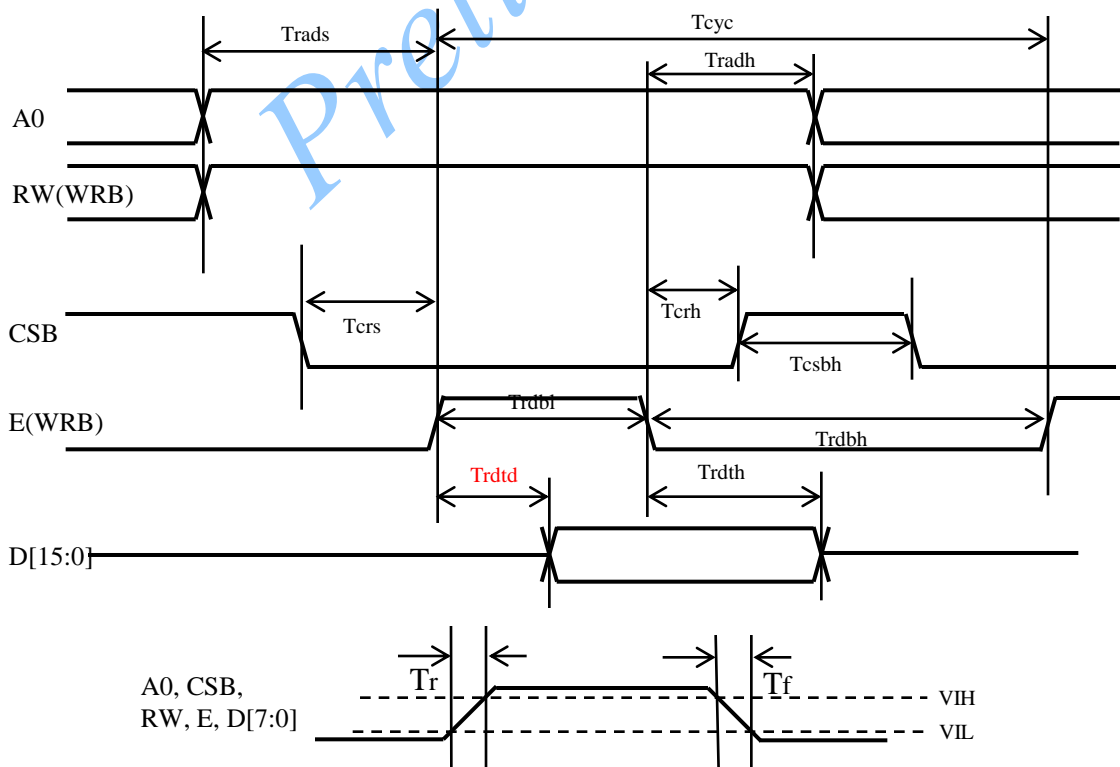 Trads
Tcyc
Tradh
A0
RW(WRB)
Tcrs
Tcrh
CSB
Tcsbh
Trdbl
E(WRB)
Trdbh
Trdtd
Trdth
D[15:0]
Tr
Tf
A0, CSB,
RW, E, D[7:0]
VIH
VIL